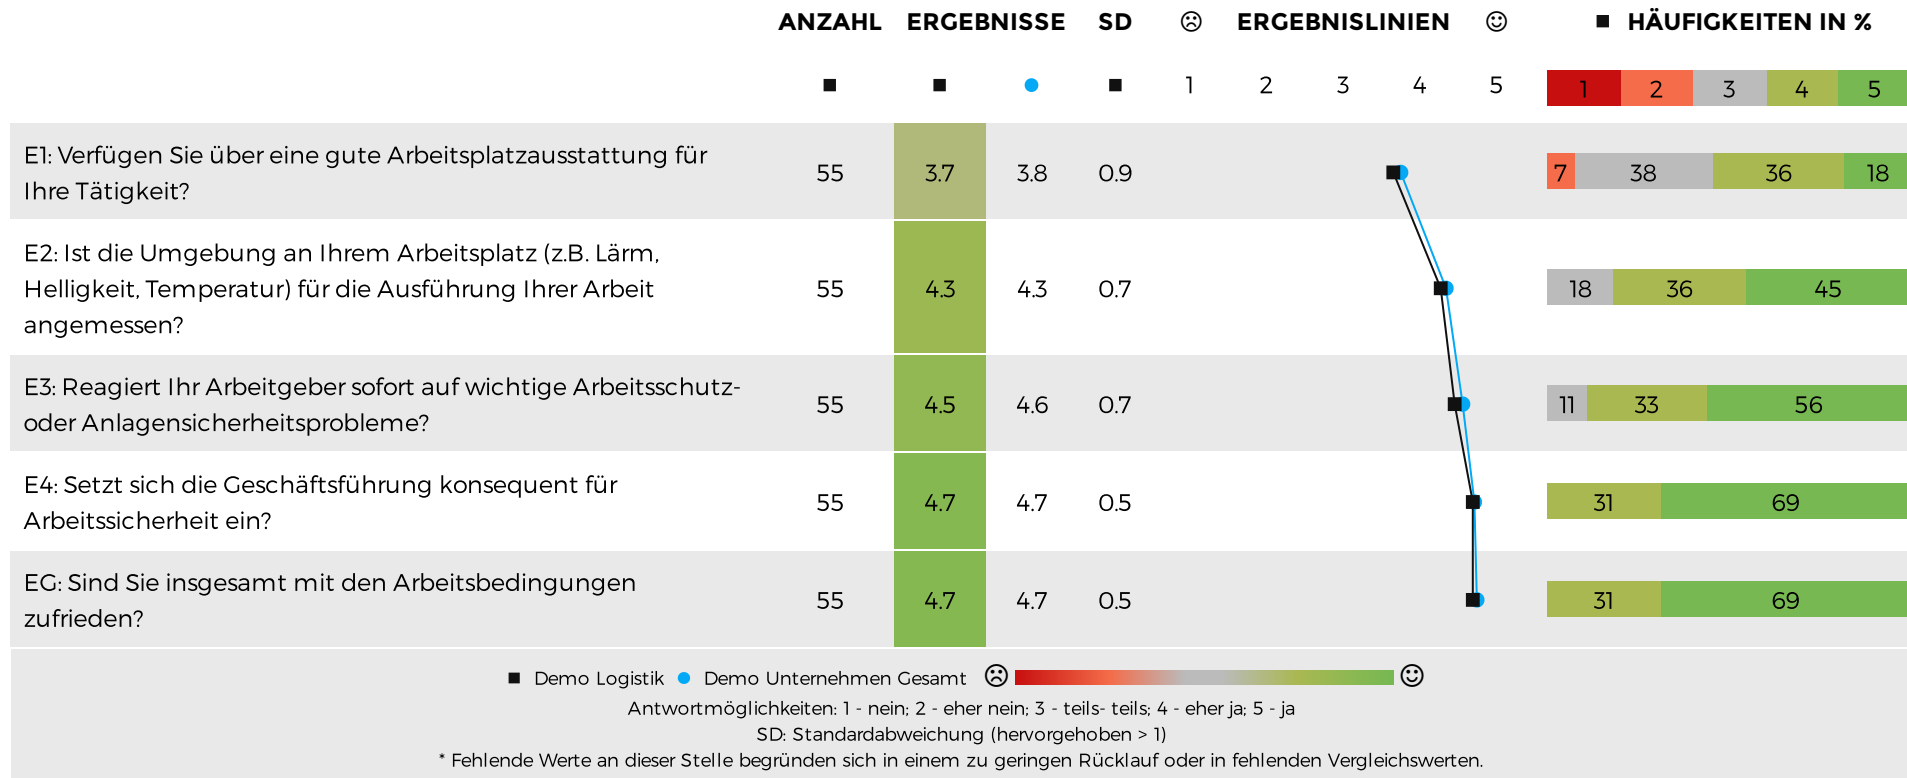 ANZAHL ERGEBNISSE SD ERGEBNISLINIEN HÄUFIGKEITEN IN %
1 2 3 4 5 1 2 3 4 5
E1: Verfügen Sie über eine gute Arbeitsplatzausstattung für
Ihre Tätigkeit?
55 3.7 3.8 0.9 7 38 36 18
E2: Ist die Umgebung an Ihrem Arbeitsplatz (z.B. Lärm,
Helligkeit, Temperatur) für die Ausführung Ihrer Arbeit
angemessen?
55 4.3 4.3 0.7 18 36 45
E3: Reagiert Ihr Arbeitgeber sofort auf wichtige Arbeitsschutz-
oder Anlagensicherheitsprobleme?
55 4.5 4.6 0.7 11 33 56
E4: Setzt sich die Geschäftsführung konsequent für
Arbeitssicherheit ein?
55 4.7 4.7 0.5 31 69
EG: Sind Sie insgesamt mit den Arbeitsbedingungen
zufrieden?
55 4.7 4.7 0.5 31 69
Demo Logistik Demo Unternehmen Gesamt
Antwortmöglichkeiten: 1 - nein; 2 - eher nein; 3 - teils- teils; 4 - eher ja; 5 - ja
SD: Standardabweichung (hervorgehoben > 1)
* Fehlende Werte an dieser Stelle begründen sich in einem zu geringen Rücklauf oder in fehlenden Vergleichswerten.